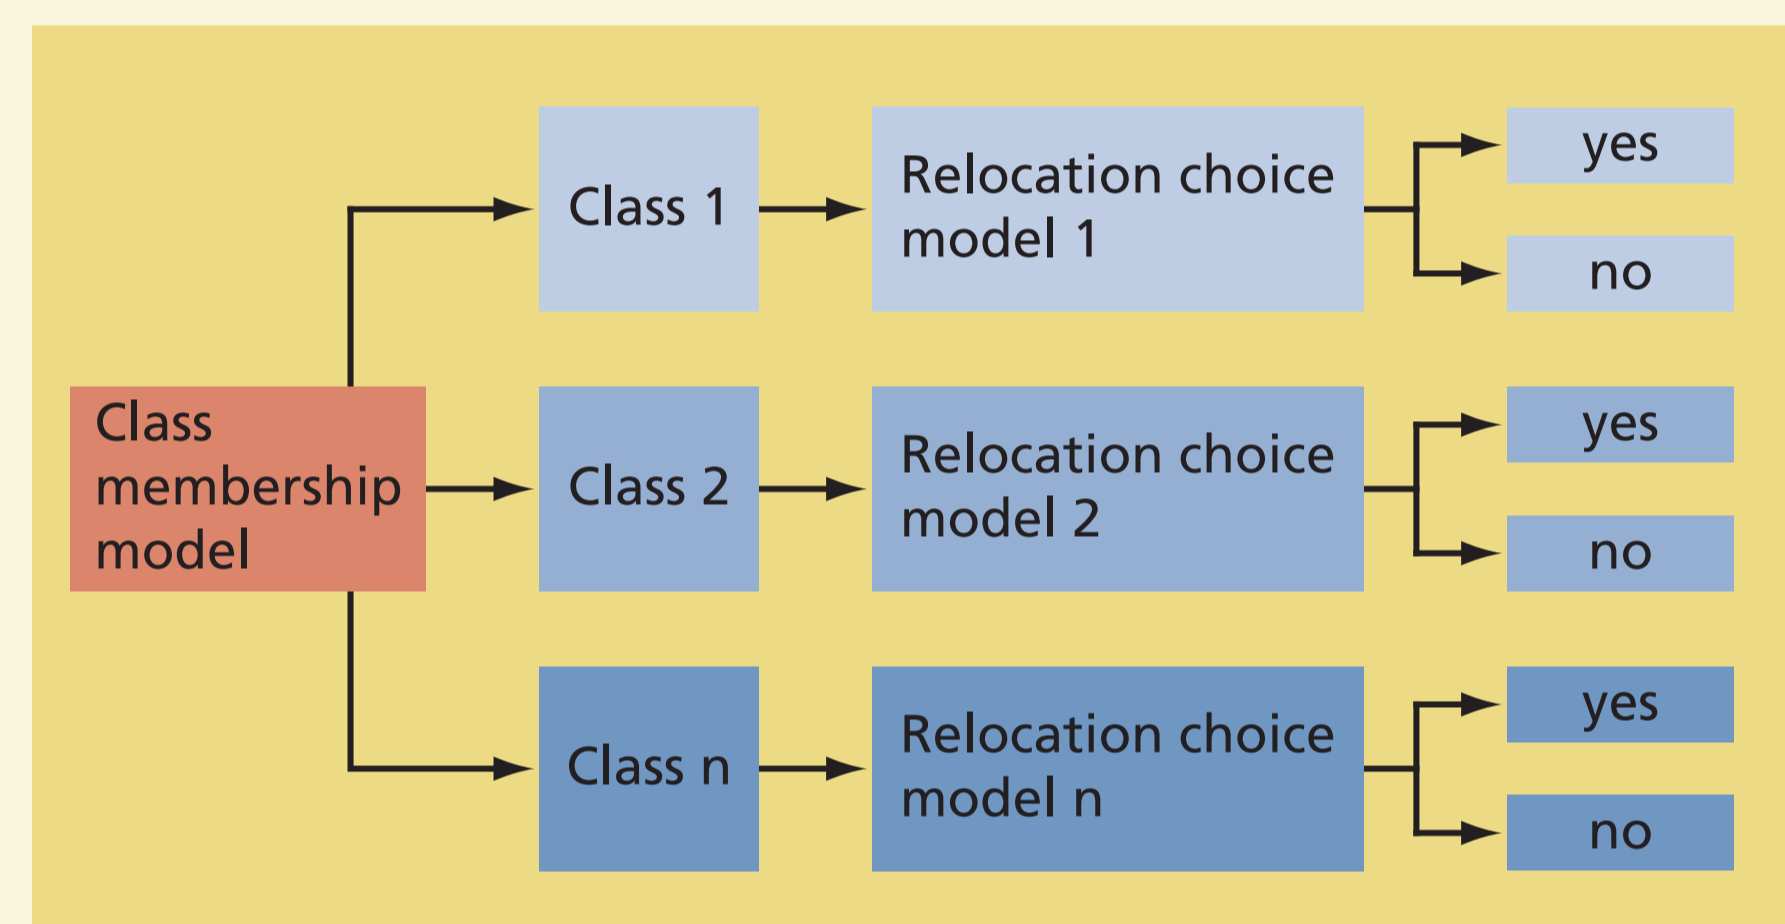 Class
membership
model
Class 1
Relocation choice
model 1
yes
no
Class 2
Relocation choice
model 2
yes
no
Class n
Relocation choice
model n
yes
no